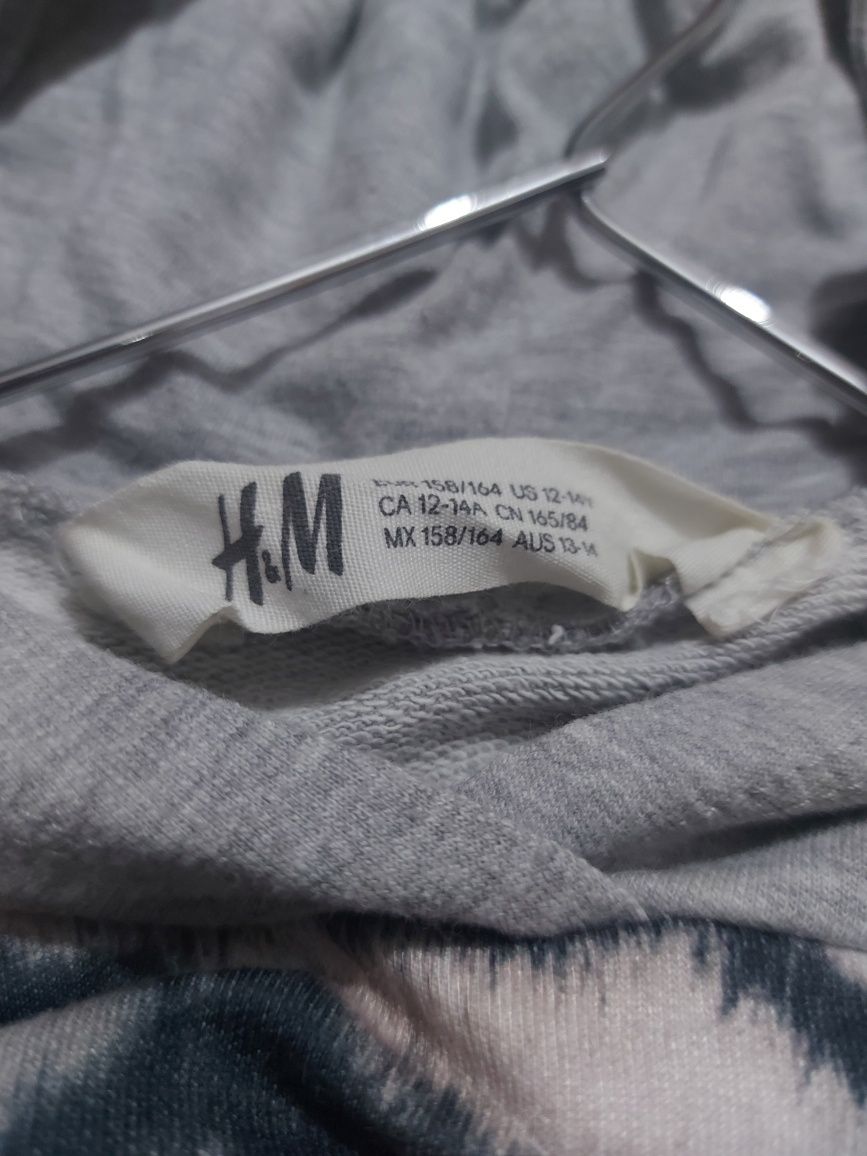 H&M
158/164 US 12-14Y
CA 12-14A CN 165/84
MX 158/164 AUS 13-14